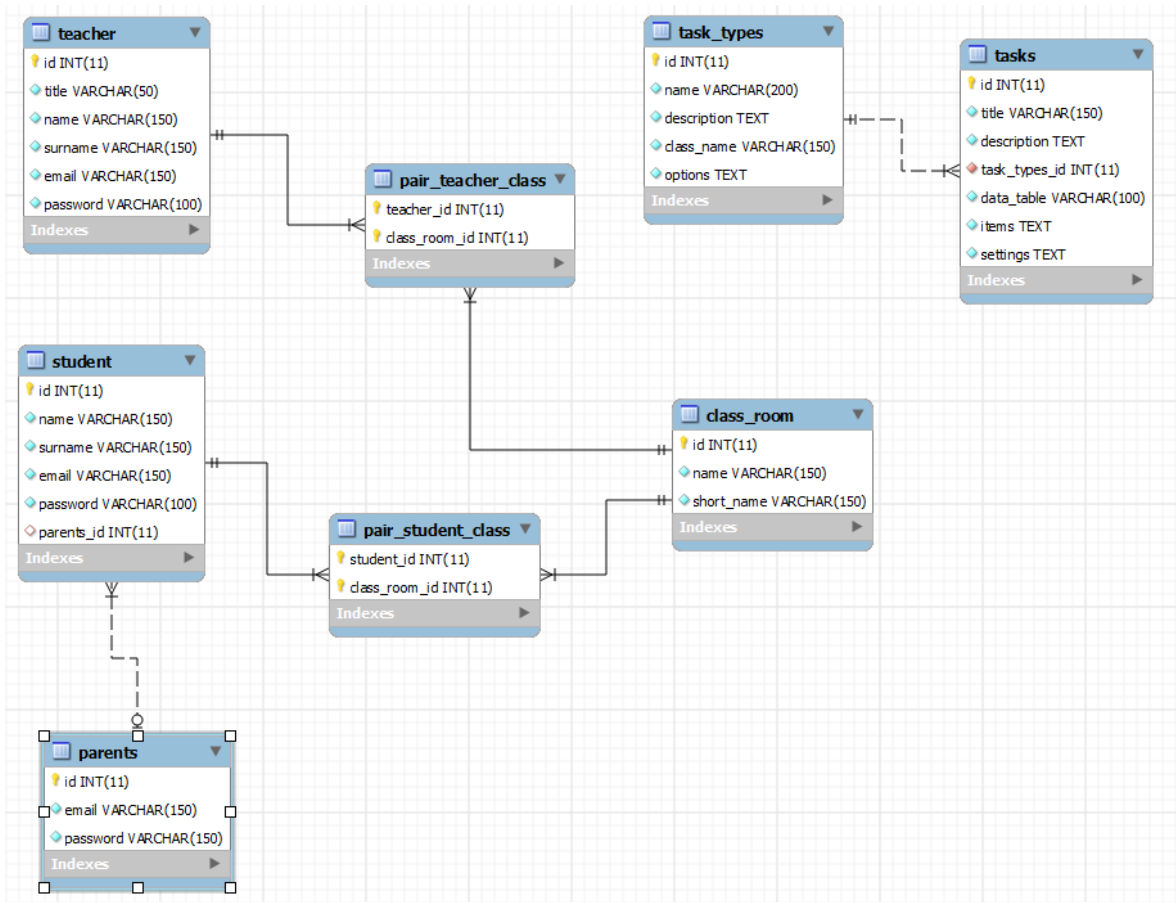 teacher
id INT(11)
title VARCHAR(50)
name VARCHAR(150)
surname VARCHAR(150)
email VARCHAR(150)
password VARCHAR(100)
Indexes
task_types
id INT(11)
name VARCHAR(200)
description TEXT
class_name VARCHAR(150)
options TEXT
Indexes
tasks
id INT(11)
title VARCHAR(150)
description TEXT
task_types_id INT(11)
data_table VARCHAR(100)
items TEXT
settings TEXT
Indexes
pair_teacher_class
teacher_id INT(11)
class_room_id INT(11)
Indexes
student
id INT(11)
name VARCHAR(150)
surname VARCHAR(150)
email VARCHAR(150)
password VARCHAR(100)
parents_id INT(11)
Indexes
class_room
id INT(11)
name VARCHAR(150)
short_name VARCHAR(150)
Indexes
pair_student_class
student_id INT(11)
class_room_id INT(11)
Indexes
parents
id INT(11)
email VARCHAR(150)
password VARCHAR(150)
Indexes